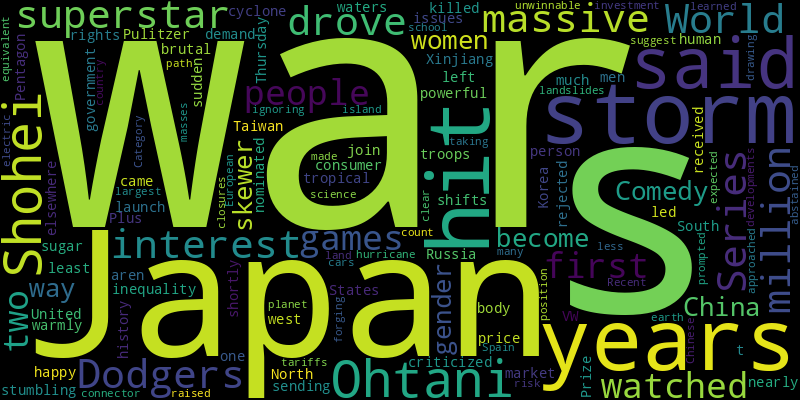 superstar
cyclone
drove
waters
killed
unwinnable
investment
learned
massive
World
equivalent
rights
Pulitzer
demand
issues
school
women
suggest
human
said
Pentagon
brutal
Thursday
Xinjiang
drawing
war
path
sudden
left
much
men
government
country
people
powerful
landslides
storm
ignoring
island
hit
electric
Shohei
Category
masses
Taiwan
taking
received
troops
person
expected
developments
skewer
made
join
consumer
nominated
European
tropical
science
Korea
rejected
Series
s
Comedy
million
abstained
elsewhere
came
largest
launch
Plus
closures
clear
shifts
led
South
interest
games
count
become
approached
sugar
land
hurricane
Russia
many
less
prompted
Japan
cars
first
least
aren
shortly
States
gender
Recent
China
way
inequality
planet
body
position
two
United
history
west
forging
price
VW
earth
Chinese
t
warmly
one
Spain
years
happy
Dodgers
North
tariffs
criticized
market
Prize
stumbling
connector
raised
sending
Ohtani
risk
watched
nearly